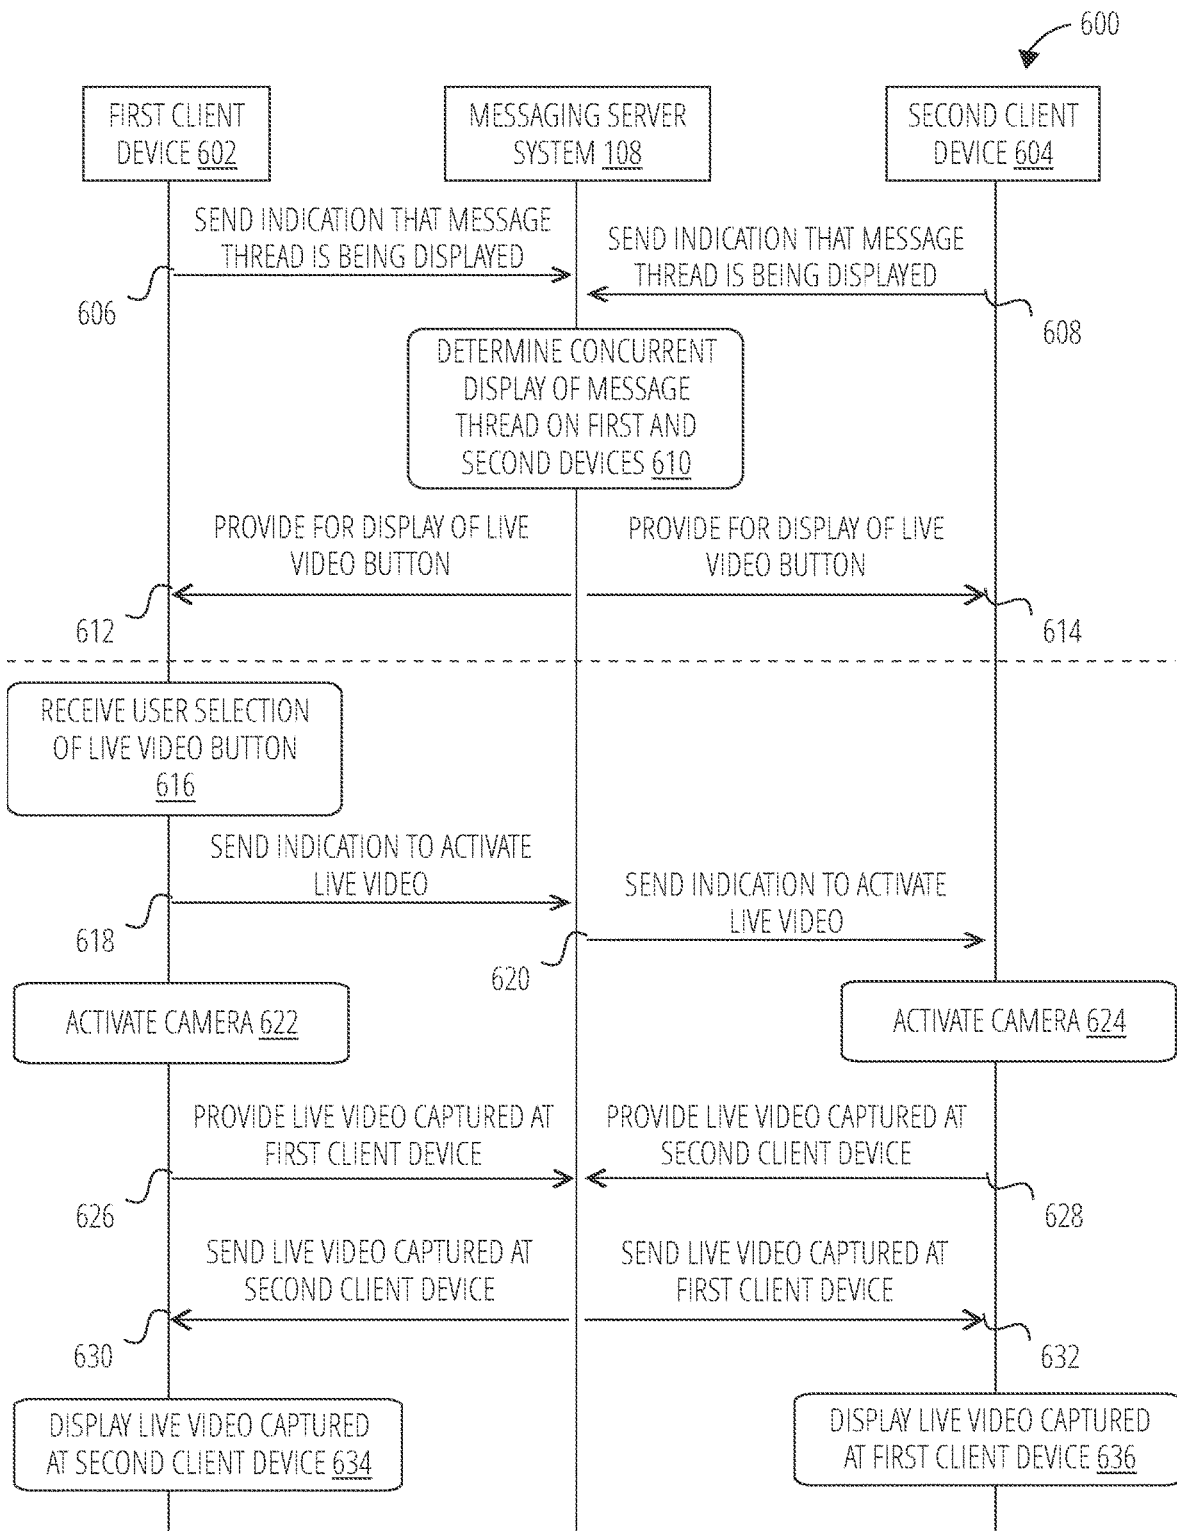 600
FIRST CLIENT
DEVICE 602
MESSAGING SERVER
SYSTEM 108
SECOND CLIENT
DEVICE 604
SEND INDICATION THAT MESSAGE
THREAD IS BEING DISPLAYED
606
SEND INDICATION THAT MESSAGE
THREAD IS BEING DISPLAYED
608
DETERMINE CONCURRENT
DISPLAY OF MESSAGE
THREAD ON FIRST AND
SECOND DEVICES 610
PROVIDE FOR DISPLAY OF LIVE
VIDEO BUTTON
612
PROVIDE FOR DISPLAY OF LIVE
VIDEO BUTTON
614
RECEIVE USER SELECTION
OF LIVE VIDEO BUTTON
616
SEND INDICATION TO ACTIVATE
LIVE VIDEO
618
SEND INDICATION TO ACTIVATE
LIVE VIDEO
620
ACTIVATE CAMERA 622
ACTIVATE CAMERA 624
PROVIDE LIVE VIDEO CAPTURED AT
FIRST CLIENT DEVICE
626
PROVIDE LIVE VIDEO CAPTURED AT
SECOND CLIENT DEVICE
628
SEND LIVE VIDEO CAPTURED AT
SECOND CLIENT DEVICE
630
SEND LIVE VIDEO CAPTURED AT
FIRST CLIENT DEVICE
632
DISPLAY LIVE VIDEO CAPTURED
AT SECOND CLIENT DEVICE 634
DISPLAY LIVE VIDEO CAPTURED
AT FIRST CLIENT DEVICE 636